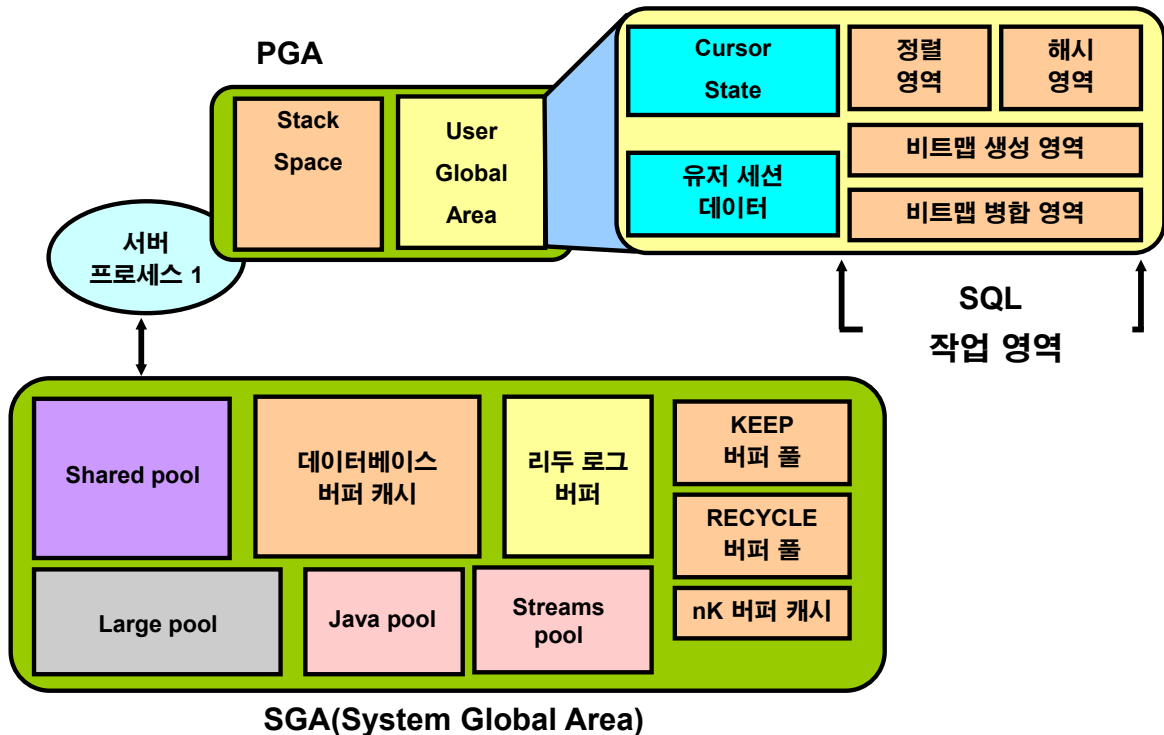 PGA
Stack
Space
User
Global
Area
Cursor
State
유저 세션
데이터
정렬
영역
해시
영역
비트맵 생성 영역
비트맵 병합 영역
SQL
작업 영역
서버
프로세스 1
Shared pool
데이터베이스
버퍼 캐시
리두 로그
버퍼
KEEP
버퍼 풀
RECYCLE
버퍼 풀
nK 버퍼 캐시
Large pool
Java pool
Streams
pool
SGA(System Global Area)